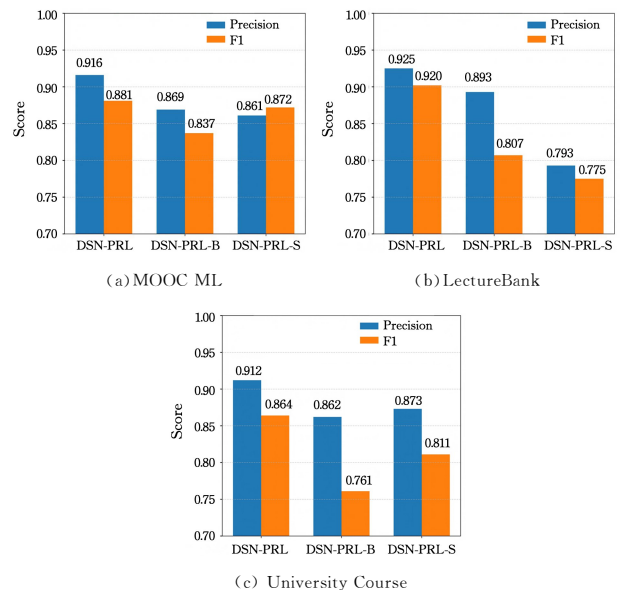 1.00
0.95
0.90
0.85
0.80
0.75
0.70
Score
Precision
F1
0.916
0.881
0.869
0.837
0.861
0.872
DSN-PRL
DSN-PRL-B
DSN-PRL-S
(a)MOOC ML
1.00
0.95
0.90
0.85
0.80
0.75
0.70
Score
Precision
F1
0.925
0.920
0.893
0.807
0.793
0.775
DSN-PRL
DSN-PRL-B
DSN-PRL-S
(b)LectureBank
1.00
0.95
0.90
0.85
0.80
0.75
0.70
Score
Precision
F1
0.912
0.864
0.862
0.761
0.873
0.811
DSN-PRL
DSN-PRL-B
DSN-PRL-S
(c) University Course